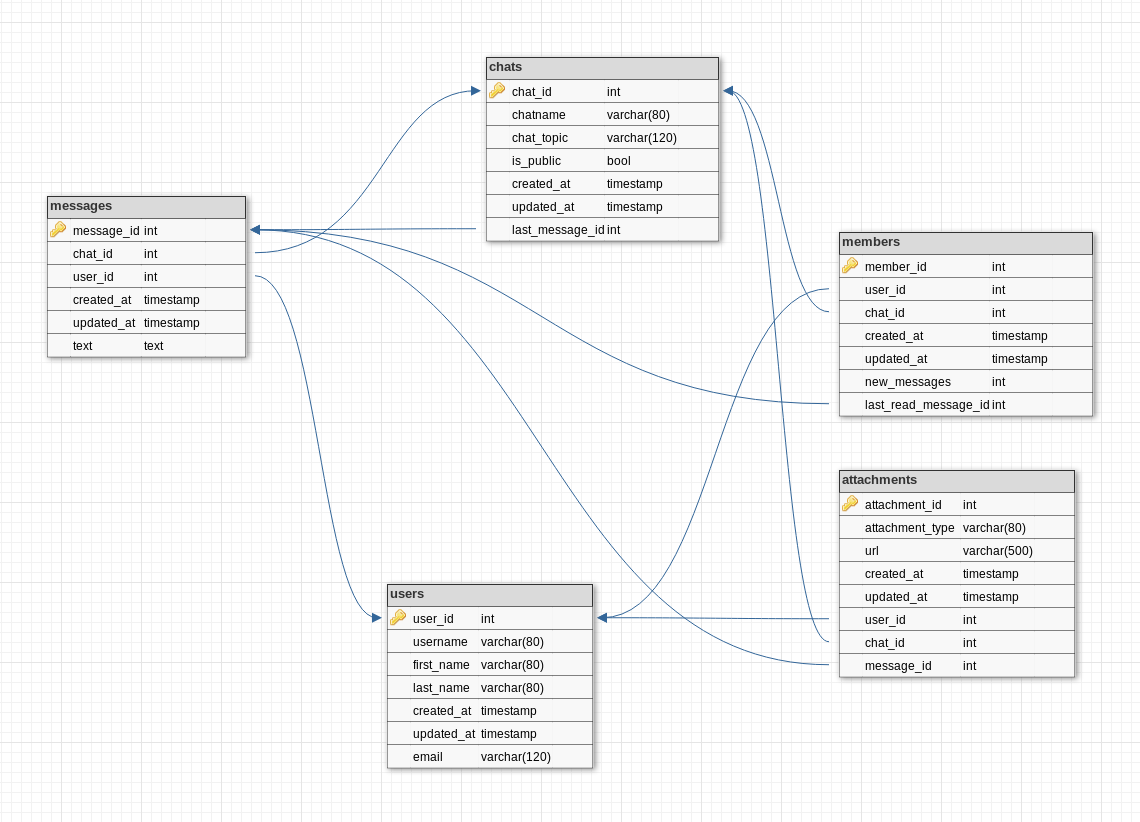 chats
chat_id int
chatname varchar(80)
chat_topic varchar(120)
is_public bool
created_at timestamp
updated_at timestamp
last_message_id int
messages
message_id int
chat_id int
user_id int
created_at timestamp
updated_at timestamp
text text
members
member_id int
user_id int
chat_id int
created_at timestamp
updated_at timestamp
new_messages int
last_read_message_id int
attachments
attachment_id int
attachment_type varchar(80)
url varchar(500)
created_at timestamp
updated_at timestamp
user_id int
chat_id int
message_id int
users
user_id int
username varchar(80)
first_name varchar(80)
last_name varchar(80)
created_at timestamp
updated_at timestamp
email varchar(120)